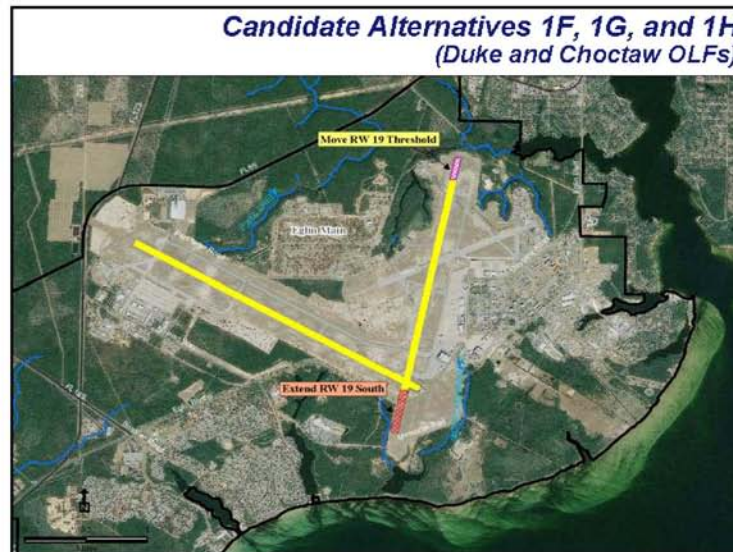 Candidate Alternatives 1F, 1G, and 1H
(Duke and Choctaw OLFs)
Move RW 19 Threshold
Eglin Main
Extend RW 19 South
N